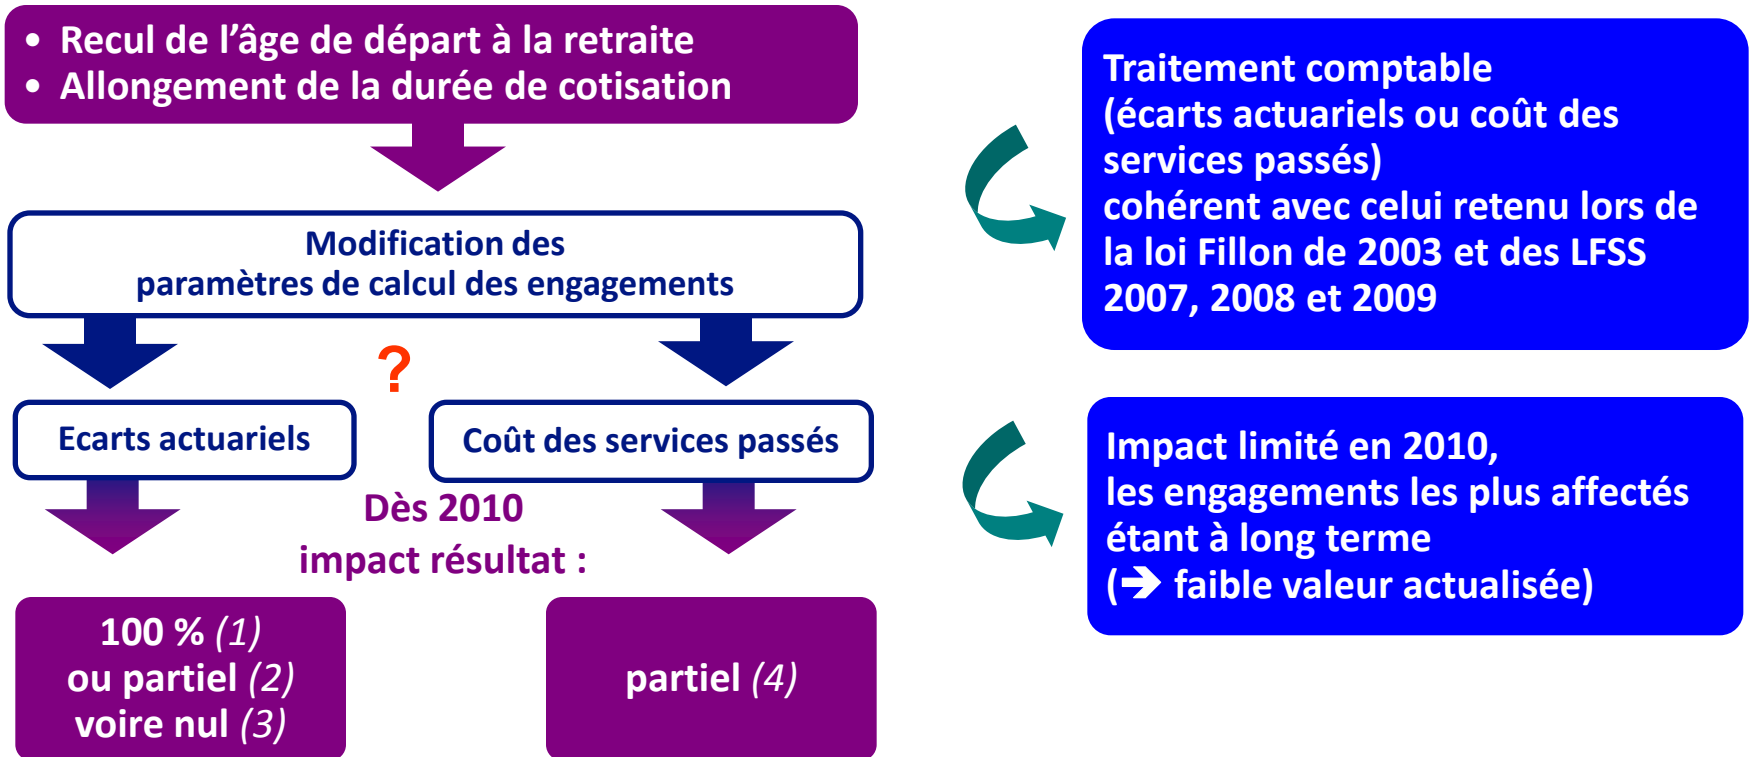 • Recul de l’âge de départ à la retraite
• Allongement de la durée de cotisation
Modification des
paramètres de calcul des engagements
?
Ecarts actuariels
Coût des services passés
Dès 2010
impact résultat :
100 % (1)
ou partiel (2)
voire nul (3)
partiel (4)
Traitement comptable
(écarts actuariels ou coût des
services passés)
cohérent avec celui retenu lors de
la loi Fillon de 2003 et des LFSS
2007, 2008 et 2009
Impact limité en 2010,
les engagements les plus affectés
étant à long terme
(➔ faible valeur actualisée)